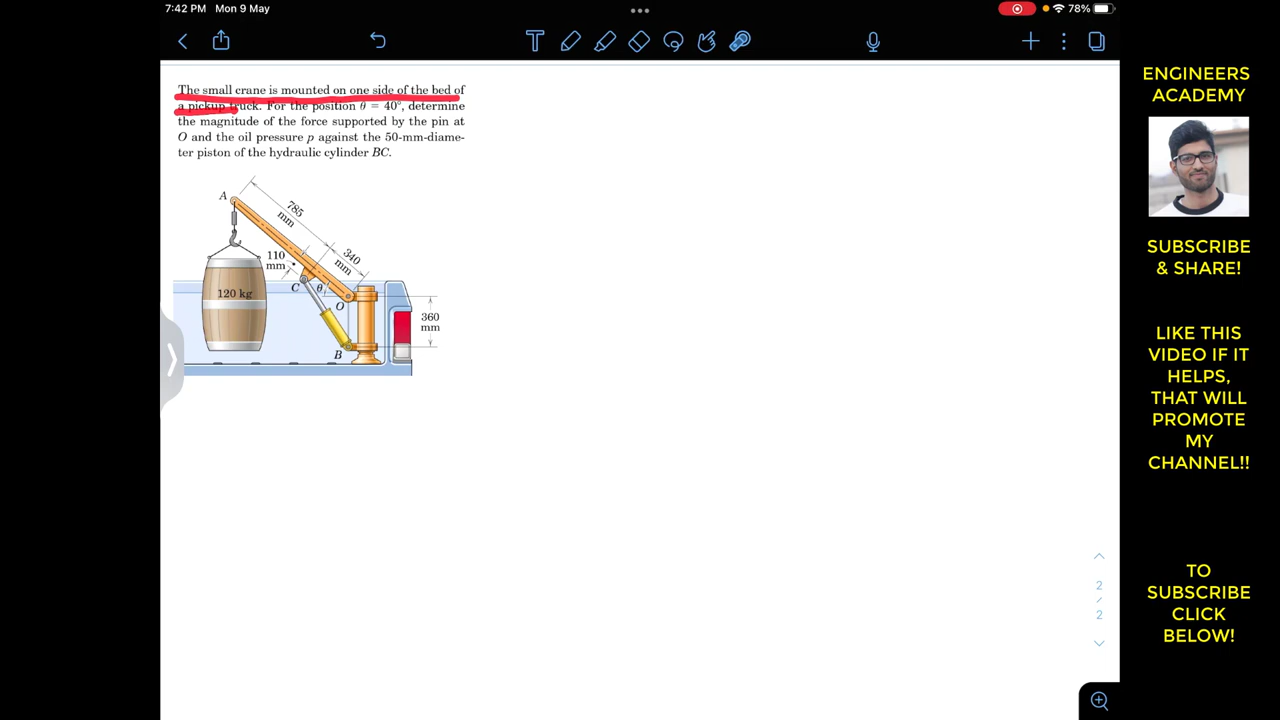 7:42 PM Mon 9 May
78%
The small crane is mounted on one side of the bed of
a pickup truck. For the position θ = 40°, determine
the magnitude of the force supported by the pin at
O and the oil pressure p against the 50-mm-diame-
ter piston of the hydraulic cylinder BC.
A
785
mm
340
mm
110
mm
C
θ
O
120 kg
360
mm
B
2
2
ENGINEERS
ACADEMY
SUBSCRIBE
& SHARE!
LIKE THIS
VIDEO IF IT
HELPS,
THAT WILL
PROMOTE
MY
CHANNEL!!
TO
SUBSCRIBE
CLICK
BELOW!